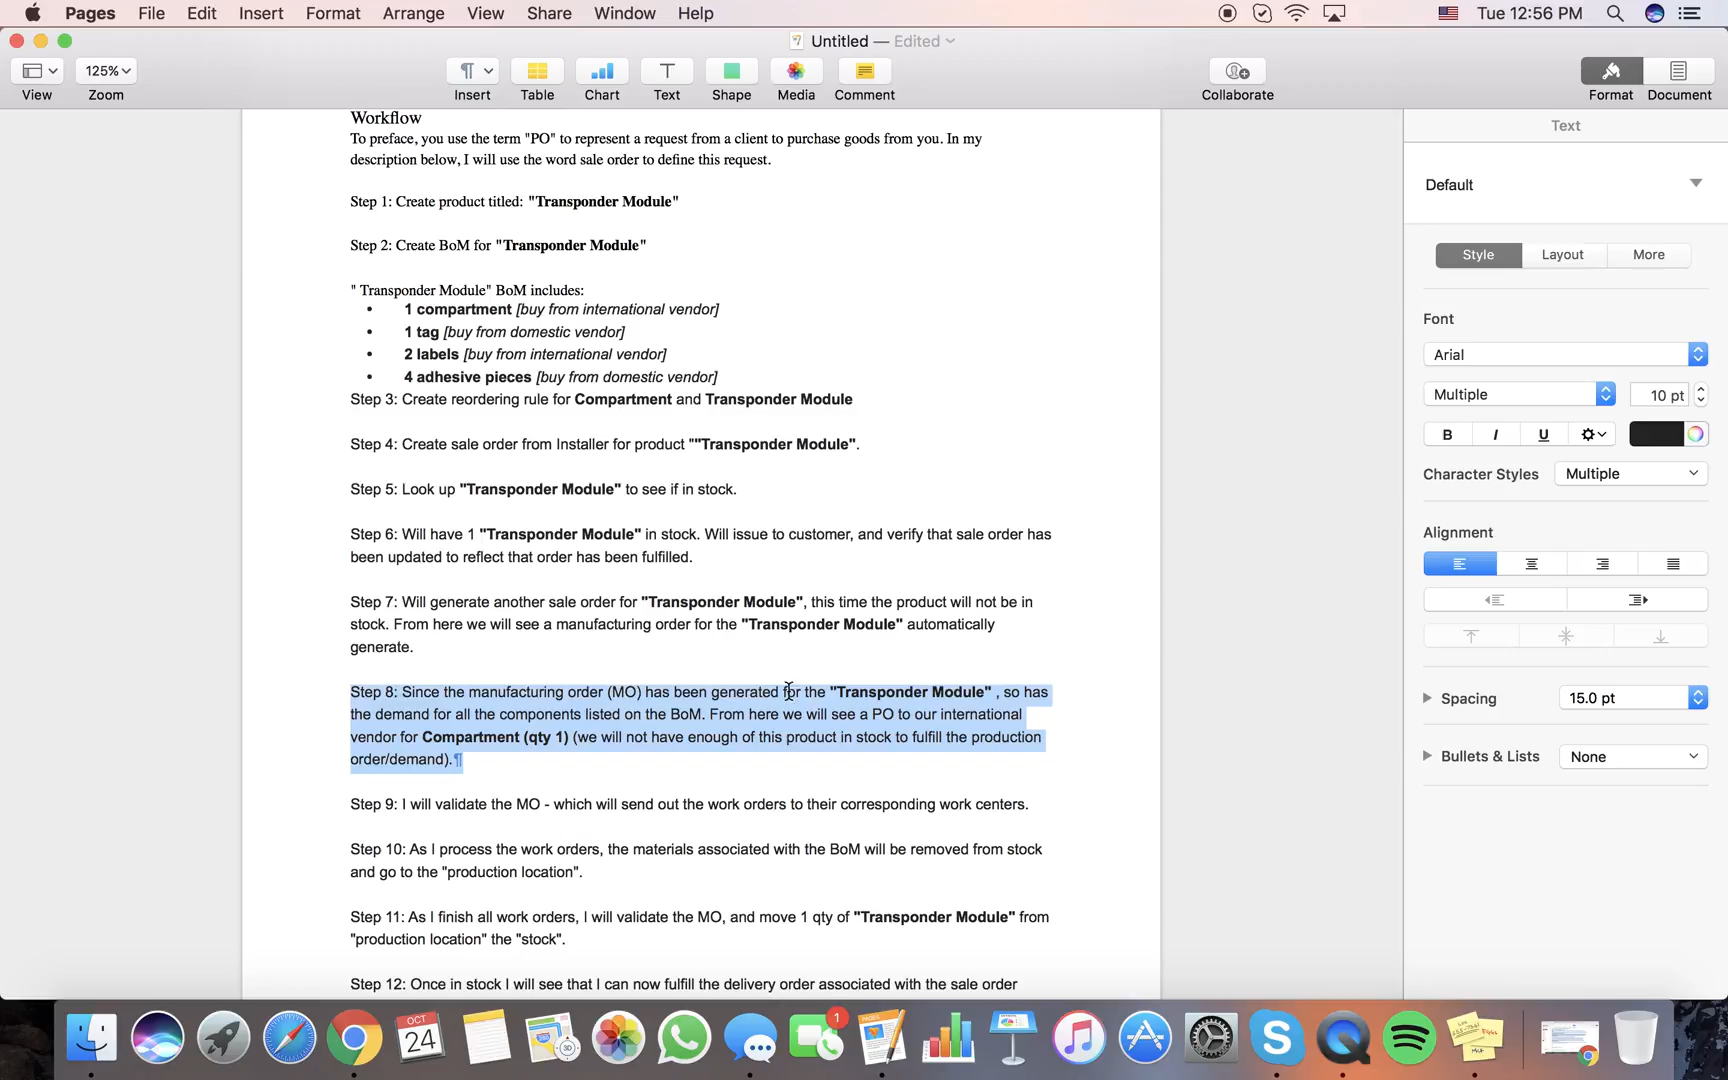 Pages File Edit Insert Format Arrange View Share Window Help Tue 12:56 PM
Untitled — Edited
125%
View Zoom Insert Table Chart Text Shape Media Comment Collaborate Format Document
Workflow
To preface, you use the term "PO" to represent a request from a client to purchase goods from you. In my
description below, I will use the word sale order to define this request.
Step 1: Create product titled: "Transponder Module"
Step 2: Create BoM for "Transponder Module"
" Transponder Module" BoM includes:
• 1 compartment [buy from international vendor]
• 1 tag [buy from domestic vendor]
• 2 labels [buy from international vendor]
• 4 adhesive pieces [buy from domestic vendor]
Step 3: Create reordering rule for Compartment and Transponder Module
Step 4: Create sale order from Installer for product ""Transponder Module".
Step 5: Look up "Transponder Module" to see if in stock.
Step 6: Will have 1 "Transponder Module" in stock. Will issue to customer, and verify that sale order has
been updated to reflect that order has been fulfilled.
Step 7: Will generate another sale order for "Transponder Module", this time the product will not be in
stock. From here we will see a manufacturing order for the "Transponder Module" automatically
generate.
Step 8: Since the manufacturing order (MO) has been generated for the "Transponder Module" , so has
the demand for all the components listed on the BoM. From here we will see a PO to our international
vendor for Compartment (qty 1) (we will not have enough of this product in stock to fulfill the production
order/demand).¶
Step 9: I will validate the MO - which will send out the work orders to their corresponding work centers.
Step 10: As I process the work orders, the materials associated with the BoM will be removed from stock
and go to the "production location".
Step 11: As I finish all work orders, I will validate the MO, and move 1 qty of "Transponder Module" from
"production location" the "stock".
Step 12: Once in stock I will see that I can now fulfill the delivery order associated with the sale order
Text
Default
Style Layout More
Font
Arial
Multiple 10 pt
B I U
Character Styles Multiple
Alignment
Spacing 15.0 pt
Bullets & Lists None
OCT
24
1